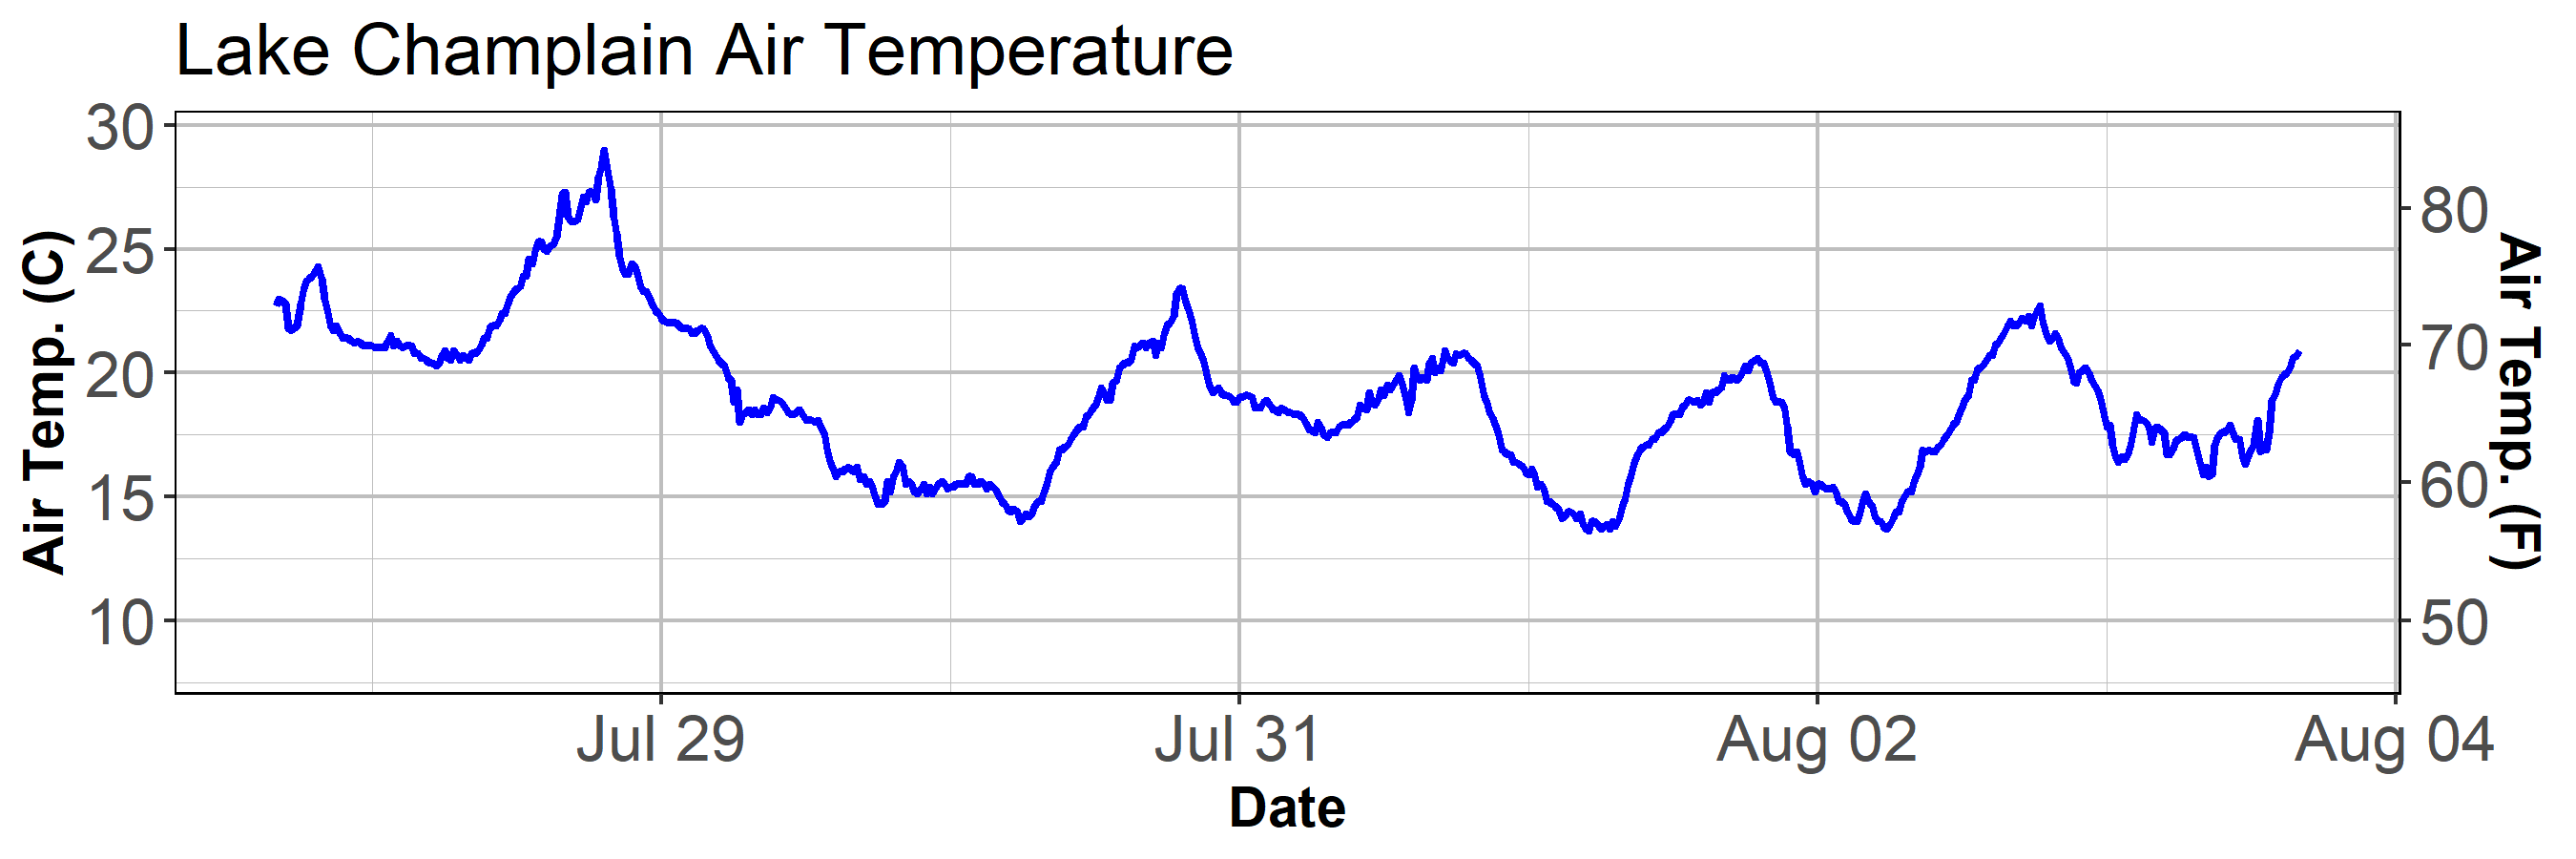 Lake Champlain Air Temperature
Air Temp. (C)
30
25
20
15
10
80
70
60
50
Air Temp. (F)
Jul 29 Jul 31 Aug 02 Aug 04
Date